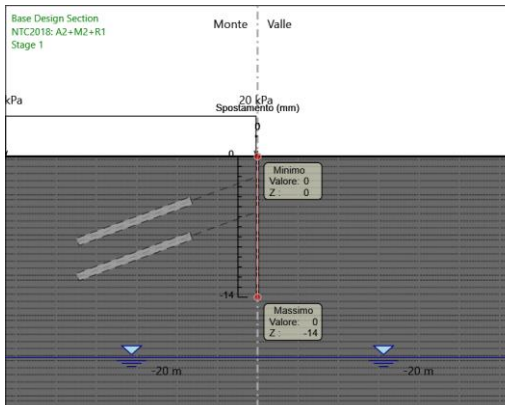 Base Design Section
NTC2018: A2+M2+R1
Stage 1
Monte
Valle
kPa
20 kPa
Spostamento (mm)
0
0
Minimo
Valore: 0
Z : 0
-14
Massimo
Valore: 0
Z : -14
-20 m
-20 m